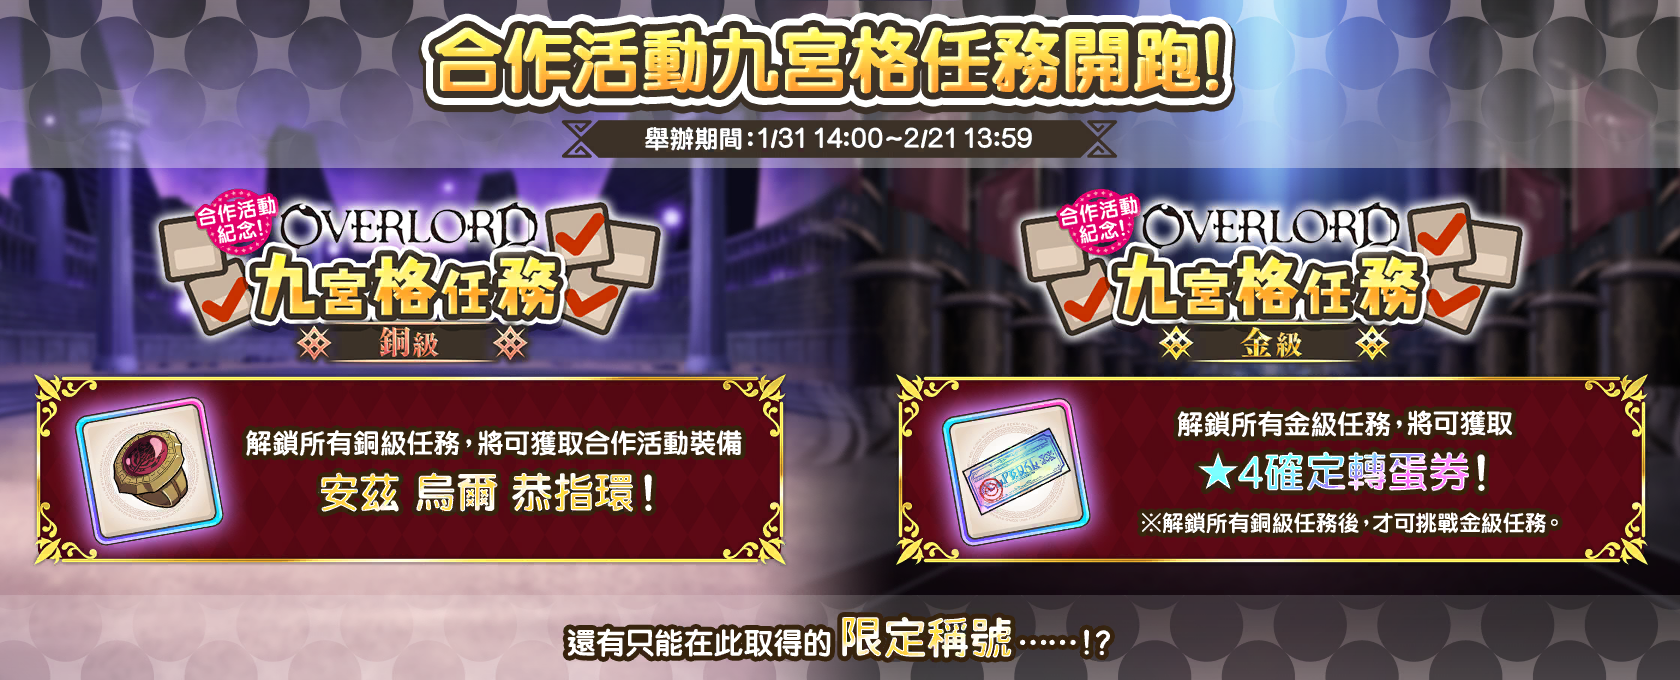 合作活動九宮格任務開跑!
舉辦期間:1/31 14:00~2/21 13:59
合作活動
紀念!
OVERLORD
九宮格任務
銅級
解鎖所有銅級任務,將可獲取合作活動裝備
安茲 烏爾 恭指環!
合作活動
紀念!
OVERLORD
九宮格任務
金級
解鎖所有金級任務,將可獲取
★4確定轉蛋券!
※解鎖所有銅級任務後,才可挑戰金級任務。
還有只能在此取得的 限定稱號……!?